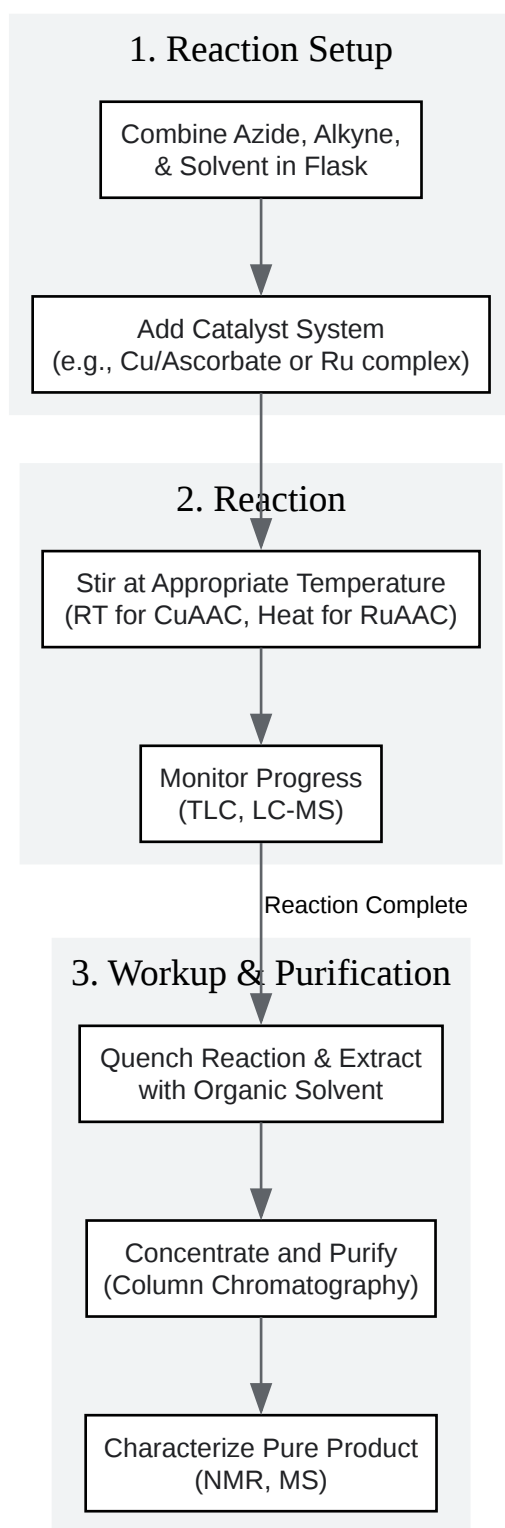 1. Reaction Setup
Combine Azide, Alkyne,
& Solvent in Flask
Add Catalyst System
(e.g., Cu/Ascorbate or Ru complex)
2. Reaction
Stir at Appropriate Temperature
(RT for CuAAC, Heat for RuAAC)
Monitor Progress
(TLC, LC-MS)
Reaction Complete
3. Workup & Purification
Quench Reaction & Extract
with Organic Solvent
Concentrate and Purify
(Column Chromatography)
Characterize Pure Product
(NMR, MS)